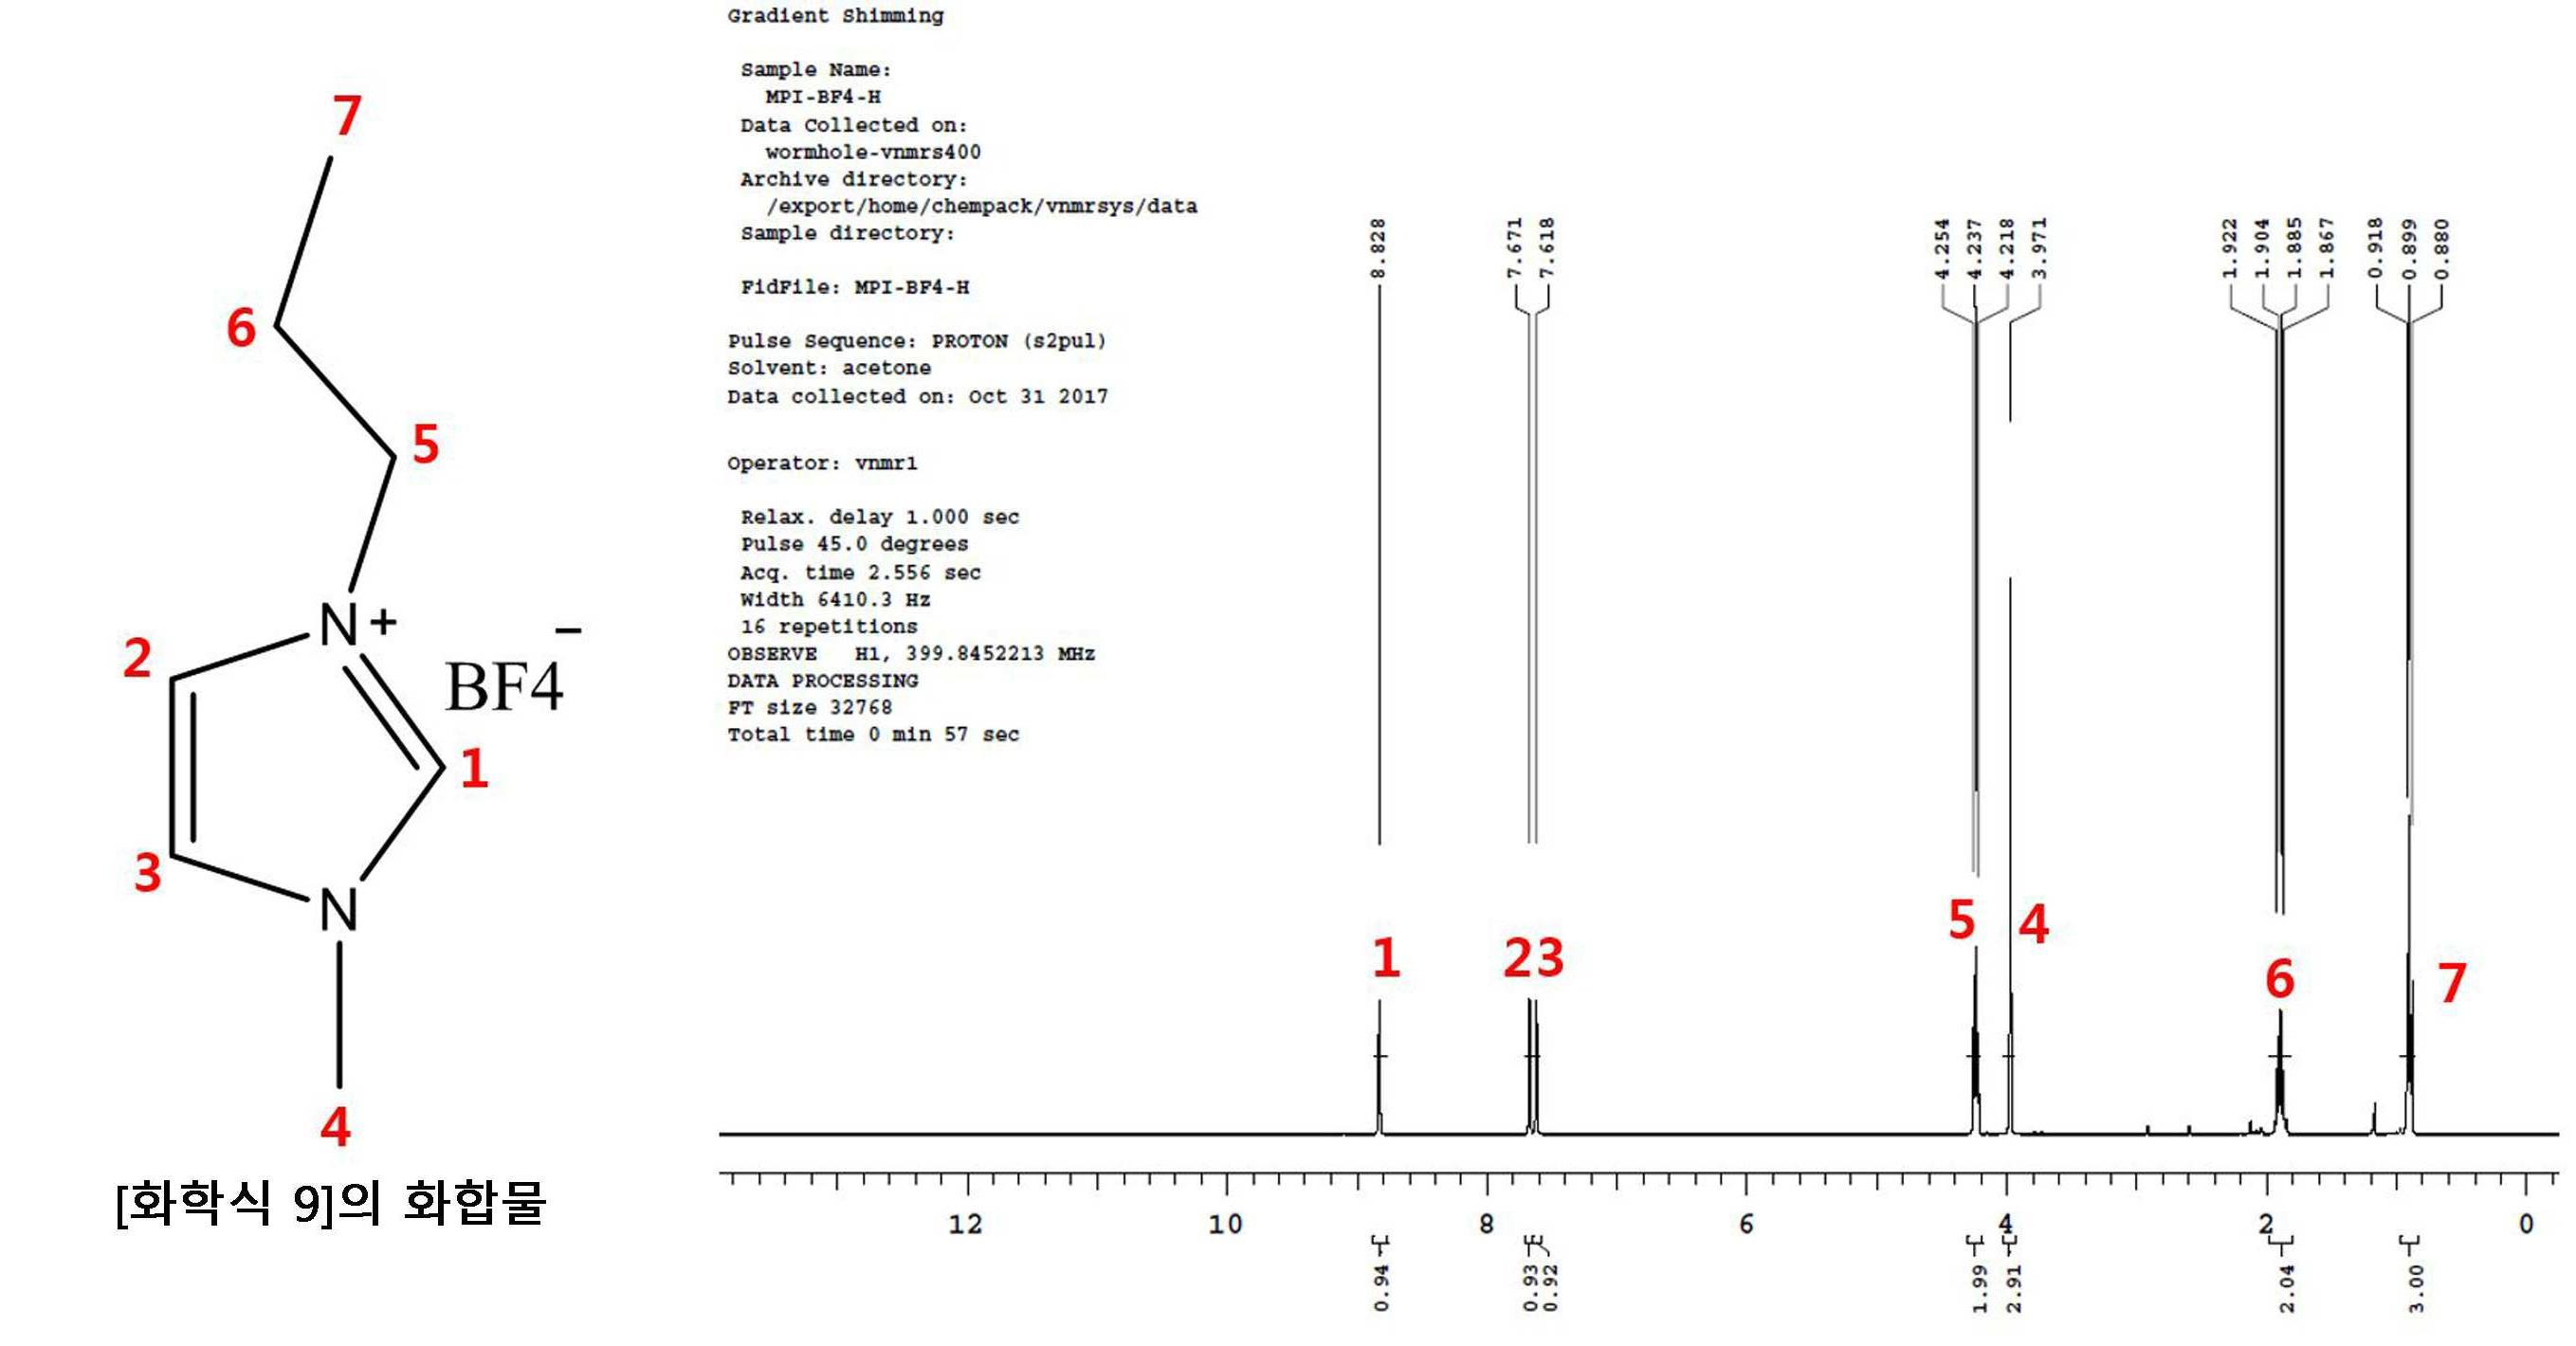 Gradient Shimming
Sample Name:
MPI-BF4-H
Data Collected on:
wormhole-vnmrs400
Archive directory:
/export/home/chempack/vnmrsys/data
Sample directory:
FidFile: MPI-BF4-H
Pulse Sequence: PROTON (s2pul)
Solvent: acetone
Data collected on: Oct 31 2017
Operator: vnmr1
Relax. delay 1.000 sec
Pulse 45.0 degrees
Acq. time 2.556 sec
Width 6410.3 Hz
16 repetitions
OBSERVE H1, 399.8452213 MHz
DATA PROCESSING
FT size 32768
Total time 0 min 57 sec
7
6
5
N+
2
BF4
−
1
3
N
4
[화학식 9]의 화합물
8.828
7.671
7.618
4.254
4.237
4.218
3.971
1.922
1.904
1.885
1.867
0.918
0.899
0.880
1
23
5
4
6
7
12 10 8 6 4 2 0
0.94
0.93
0.92
1.99
2.91
2.04
3.00